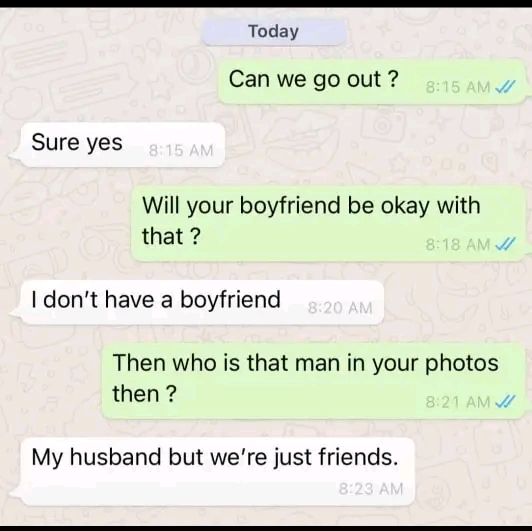 Today
Can we go out ? 8:15 AM
Sure yes 8:15 AM
Will your boyfriend be okay with
that ? 8:18 AM
I don't have a boyfriend 8:20 AM
Then who is that man in your photos
then ? 8:21 AM
My husband but we're just friends.
8:23 AM